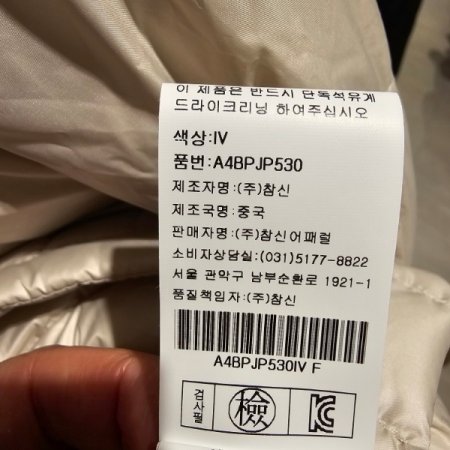 이 제품은 반드시 단독석유계
드라이크리닝 하여주십시오
색상:IV
품번:A4BPJP530
제조자명:(주)참신
제조국명:중국
판매자명:(주)참신어패럴
소비자상담실:(031)5177-8822
서울 관악구 남부순환로 1921-1
품질책임자:(주)참신
A4BPJP530IV F
검사필
檢
KC